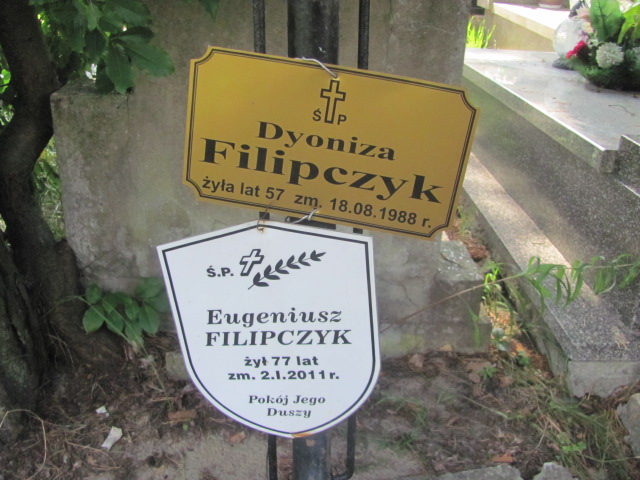 Ś P
Dyoniza
Filipczyk
żyła lat 57 zm. 18.08.1988 r.
Ś.P.
Eugeniusz
FILIPCZYK
żył 77 lat
zm. 2.I.2011 r.
Pokój Jego
Duszy